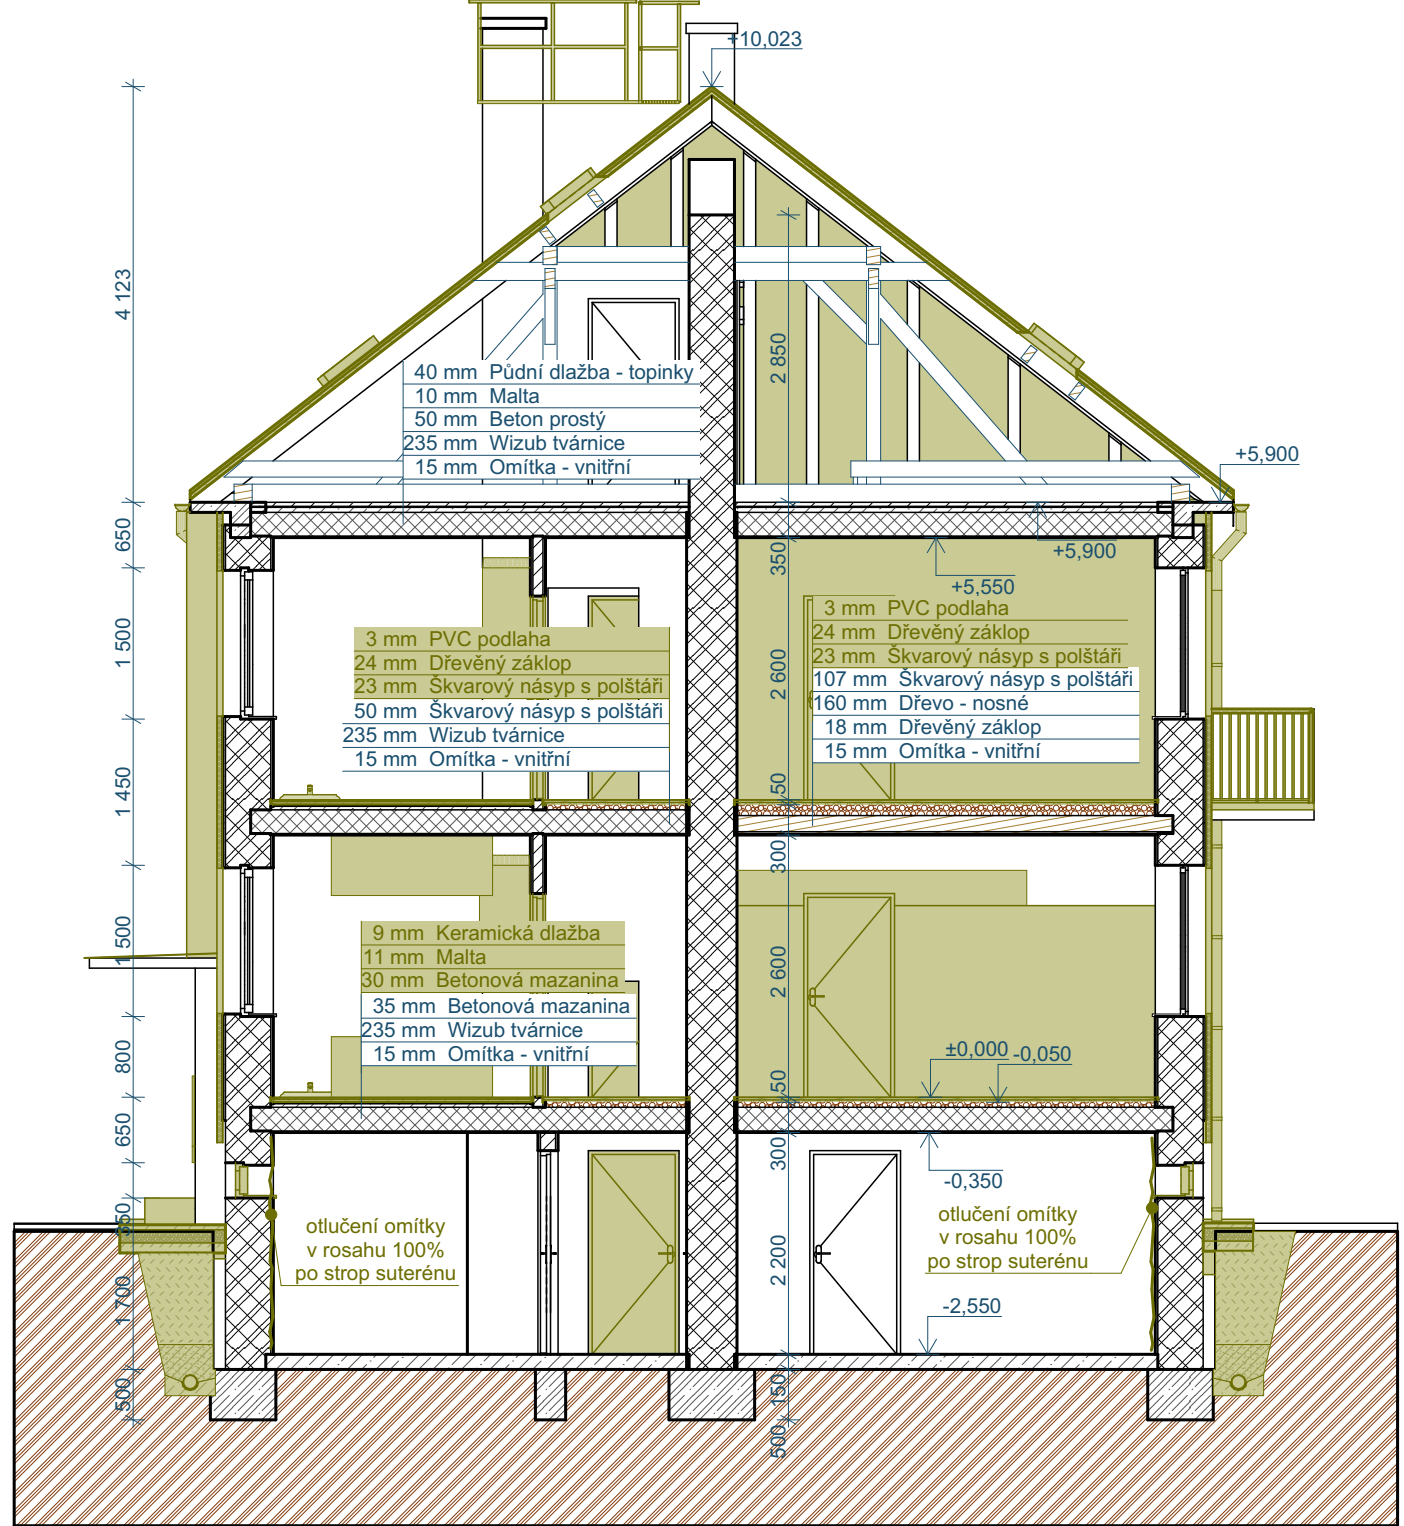 +10,023
4 123
2 850
40 mm Půdní dlažba - topinky
10 mm Malta
50 mm Beton prostý
235 mm Wizub tvárnice
15 mm Omítka - vnitřní
+5,900
650
350
+5,900
+5,550
1 500
2 600
3 mm PVC podlaha
24 mm Dřevěný záklop
23 mm Škvarový násyp s polštáři
50 mm Škvarový násyp s polštáři
235 mm Wizub tvárnice
15 mm Omítka - vnitřní
3 mm PVC podlaha
24 mm Dřevěný záklop
23 mm Škvarový násyp s polštáři
107 mm Škvarový násyp s polštáři
160 mm Dřevo - nosné
18 mm Dřevěný záklop
15 mm Omítka - vnitřní
1 450
50
300
1 500
2 600
9 mm Keramická dlažba
11 mm Malta
30 mm Betonová mazanina
35 mm Betonová mazanina
235 mm Wizub tvárnice
15 mm Omítka - vnitřní
800
±0,000
-0,050
50
650
300
-0,350
350
otlučení omítky
v rosahu 100%
po strop suterénu
otlučení omítky
v rosahu 100%
po strop suterénu
1 700
2 200
-2,550
500
150
500